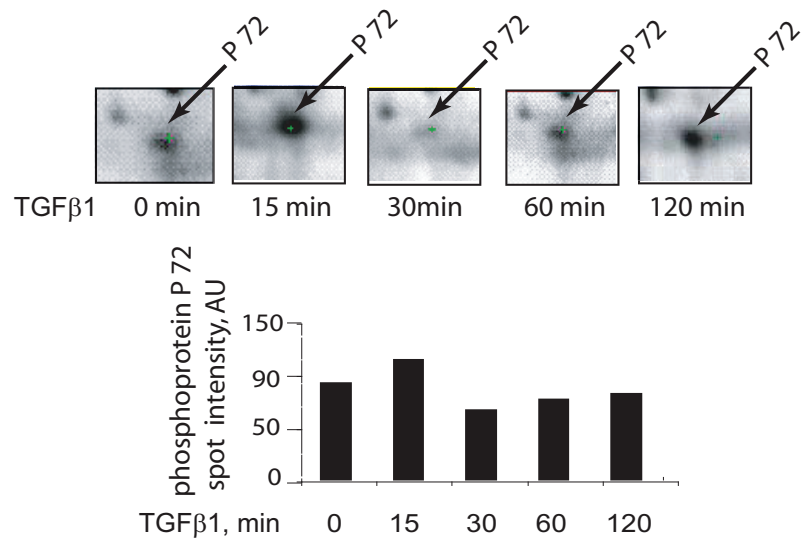 P 72 P 72 P 72 P 72 P 72
TGFβ1 0 min 15 min 30min 60 min 120 min
phosphoprotein P 72
spot intensity, AU
150
90
50
0
TGFβ1, min 0 15 30 60 120